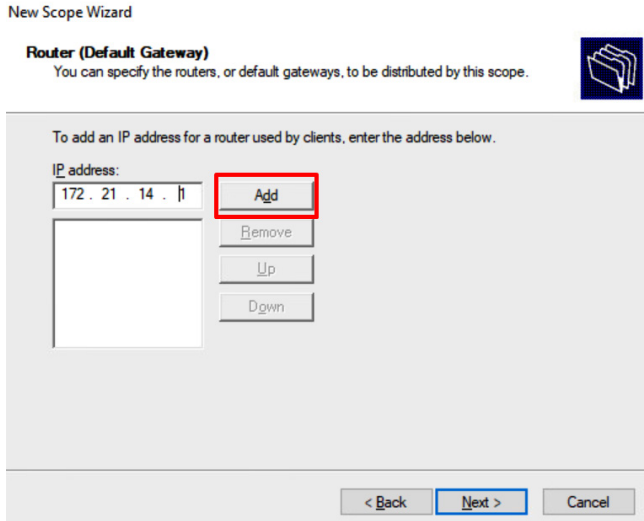 New Scope Wizard
Router (Default Gateway)
You can specify the routers, or default gateways, to be distributed by this scope.
To add an IP address for a router used by clients, enter the address below.
IP address:
172 . 21 . 14 . 1
Add
Remove
Up
Down
< Back
Next >
Cancel